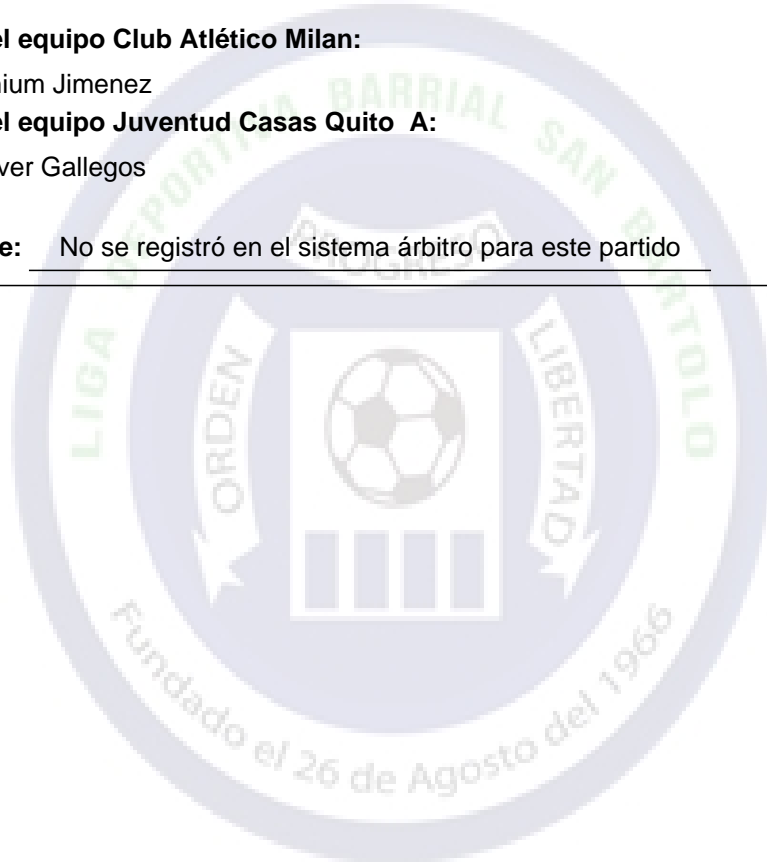 el equipo Club Atlético Milan:
nium Jimenez
el equipo Juventud Casas Quito A:
ver Gallegos
e: No se registró en el sistema árbitro para este partido
LIGA DEPORTIVA BARRIAL SAN BARTOLO
PROGRESO
ORDEN
LIBERTAD
Fundado el 26 de Agosto del 1966